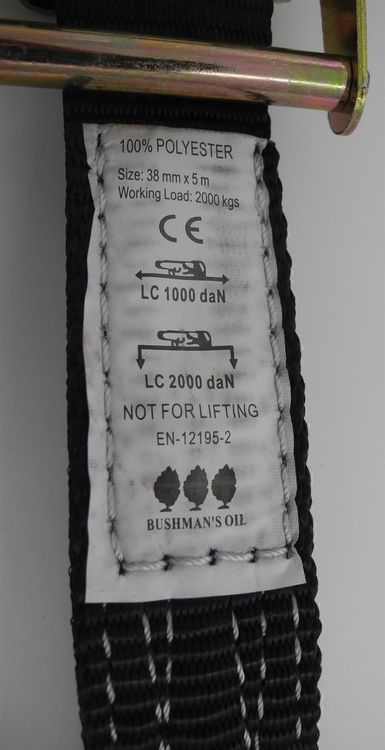 100% POLYESTER
Size: 38 mm x 5 m
Working Load: 2000 kgs
CE
LC 1000 daN
LC 2000 daN
NOT FOR LIFTING
EN-12195-2
BUSHMAN'S OIL